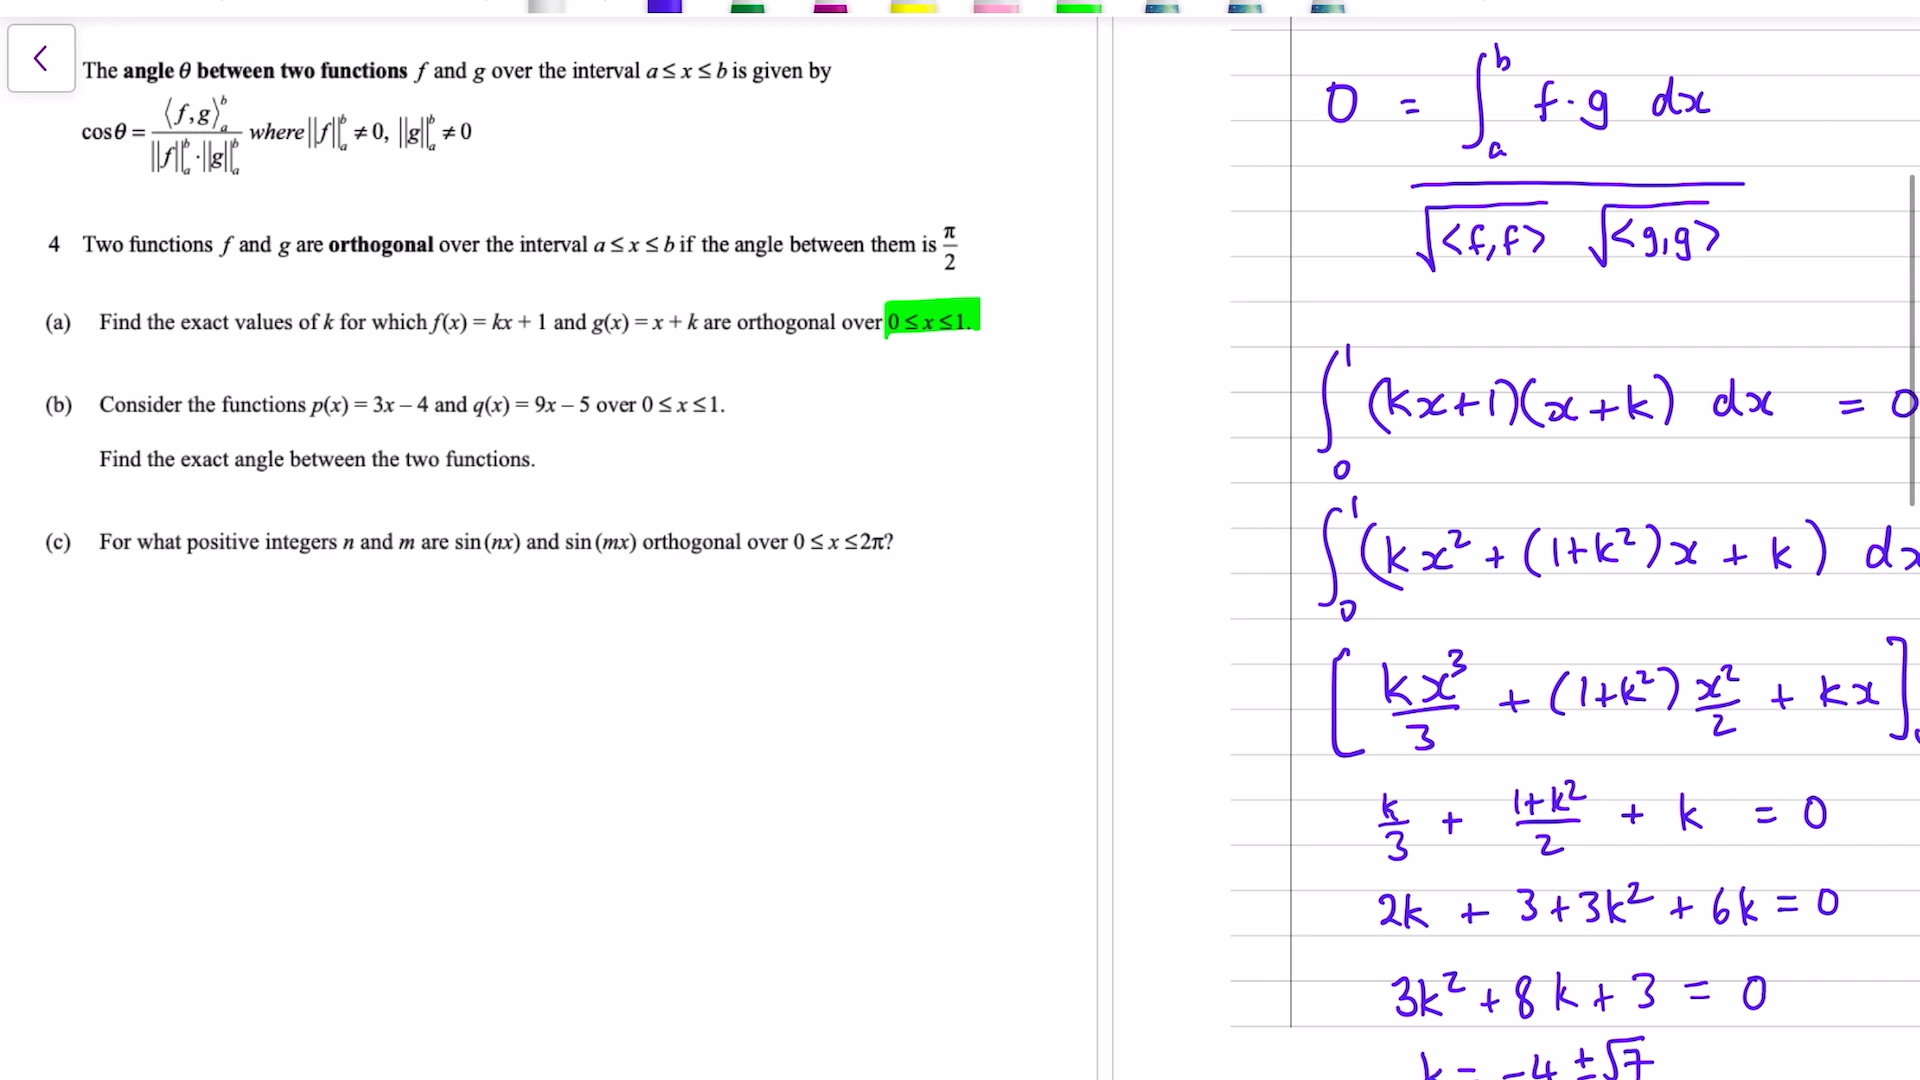 The angle θ between two functions f and g over the interval a ≤ x ≤ b is given by
cosθ = ⟨f,g⟩ₐᵇ / (||f||ₐᵇ · ||g||ₐᵇ) where ||f||ₐᵇ ≠ 0, ||g||ₐᵇ ≠ 0
4 Two functions f and g are orthogonal over the interval a ≤ x ≤ b if the angle between them is π/2
(a) Find the exact values of k for which f(x) = kx + 1 and g(x) = x + k are orthogonal over 0 ≤ x ≤ 1.
(b) Consider the functions p(x) = 3x – 4 and q(x) = 9x – 5 over 0 ≤ x ≤ 1.
Find the exact angle between the two functions.
(c) For what positive integers n and m are sin (nx) and sin (mx) orthogonal over 0 ≤ x ≤ 2π?
0 = ∫ₐᵇ f·g dx
√<f,f> √<g,g>
∫₀¹ (kx+1)(x+k) dx = 0
∫₀¹ (kx² + (1+k²)x + k) dx
[kx³/3 + (1+k²) x²/2 + kx]
k/3 + (1+k²)/2 + k = 0
2k + 3+3k² + 6k = 0
3k² + 8k + 3 = 0
k = -4 ± √7